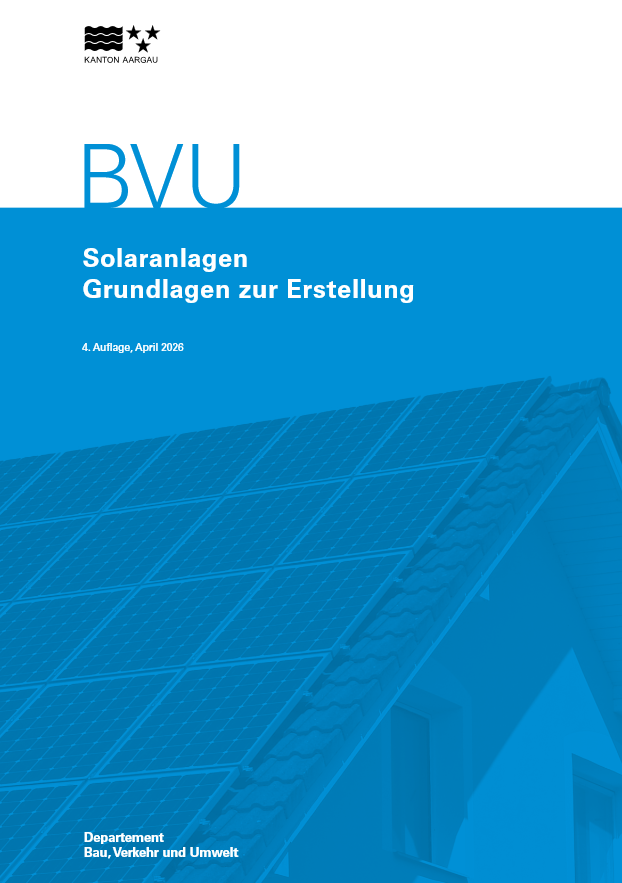 KANTON AARGAU
BVU
Solaranlagen
Grundlagen zur Erstellung
4. Auflage, April 2026
Departement
Bau, Verkehr und Umwelt